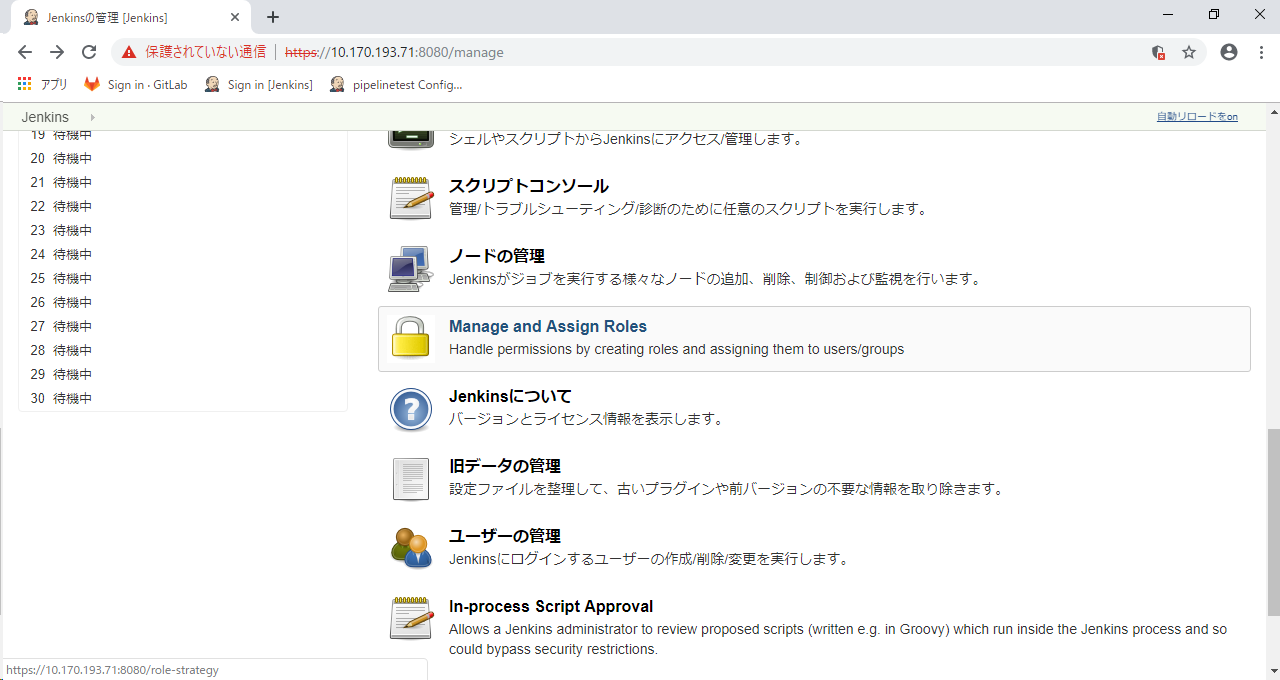 Jenkinsの管理 [Jenkins]
保護されていない通信 https://10.170.193.71:8080/manage
アプリ Sign in · GitLab Sign in [Jenkins] pipelinetest Config...
Jenkins 自動リロードをon
19 待機中
20 待機中
21 待機中
22 待機中
23 待機中
24 待機中
25 待機中
26 待機中
27 待機中
28 待機中
29 待機中
30 待機中
シェルやスクリプトからJenkinsにアクセス/管理します。
スクリプトコンソール
管理/トラブルシューティング/診断のために任意のスクリプトを実行します。
ノードの管理
Jenkinsがジョブを実行する様々なノードの追加、削除、制御および監視を行います。
Manage and Assign Roles
Handle permissions by creating roles and assigning them to users/groups
Jenkinsについて
バージョンとライセンス情報を表示します。
旧データの管理
設定ファイルを整理して、古いプラグインや前バージョンの不要な情報を取り除きます。
ユーザーの管理
Jenkinsにログインするユーザーの作成/削除/変更を実行します。
In-process Script Approval
Allows a Jenkins administrator to review proposed scripts (written e.g. in Groovy) which run inside the Jenkins process and so
could bypass security restrictions.
https://10.170.193.71:8080/role-strategy